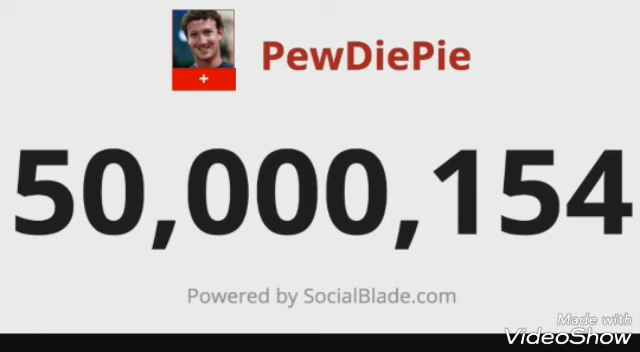 +
PewDiePie
50,000,154
Powered by SocialBlade.com
Made with
VideoShow